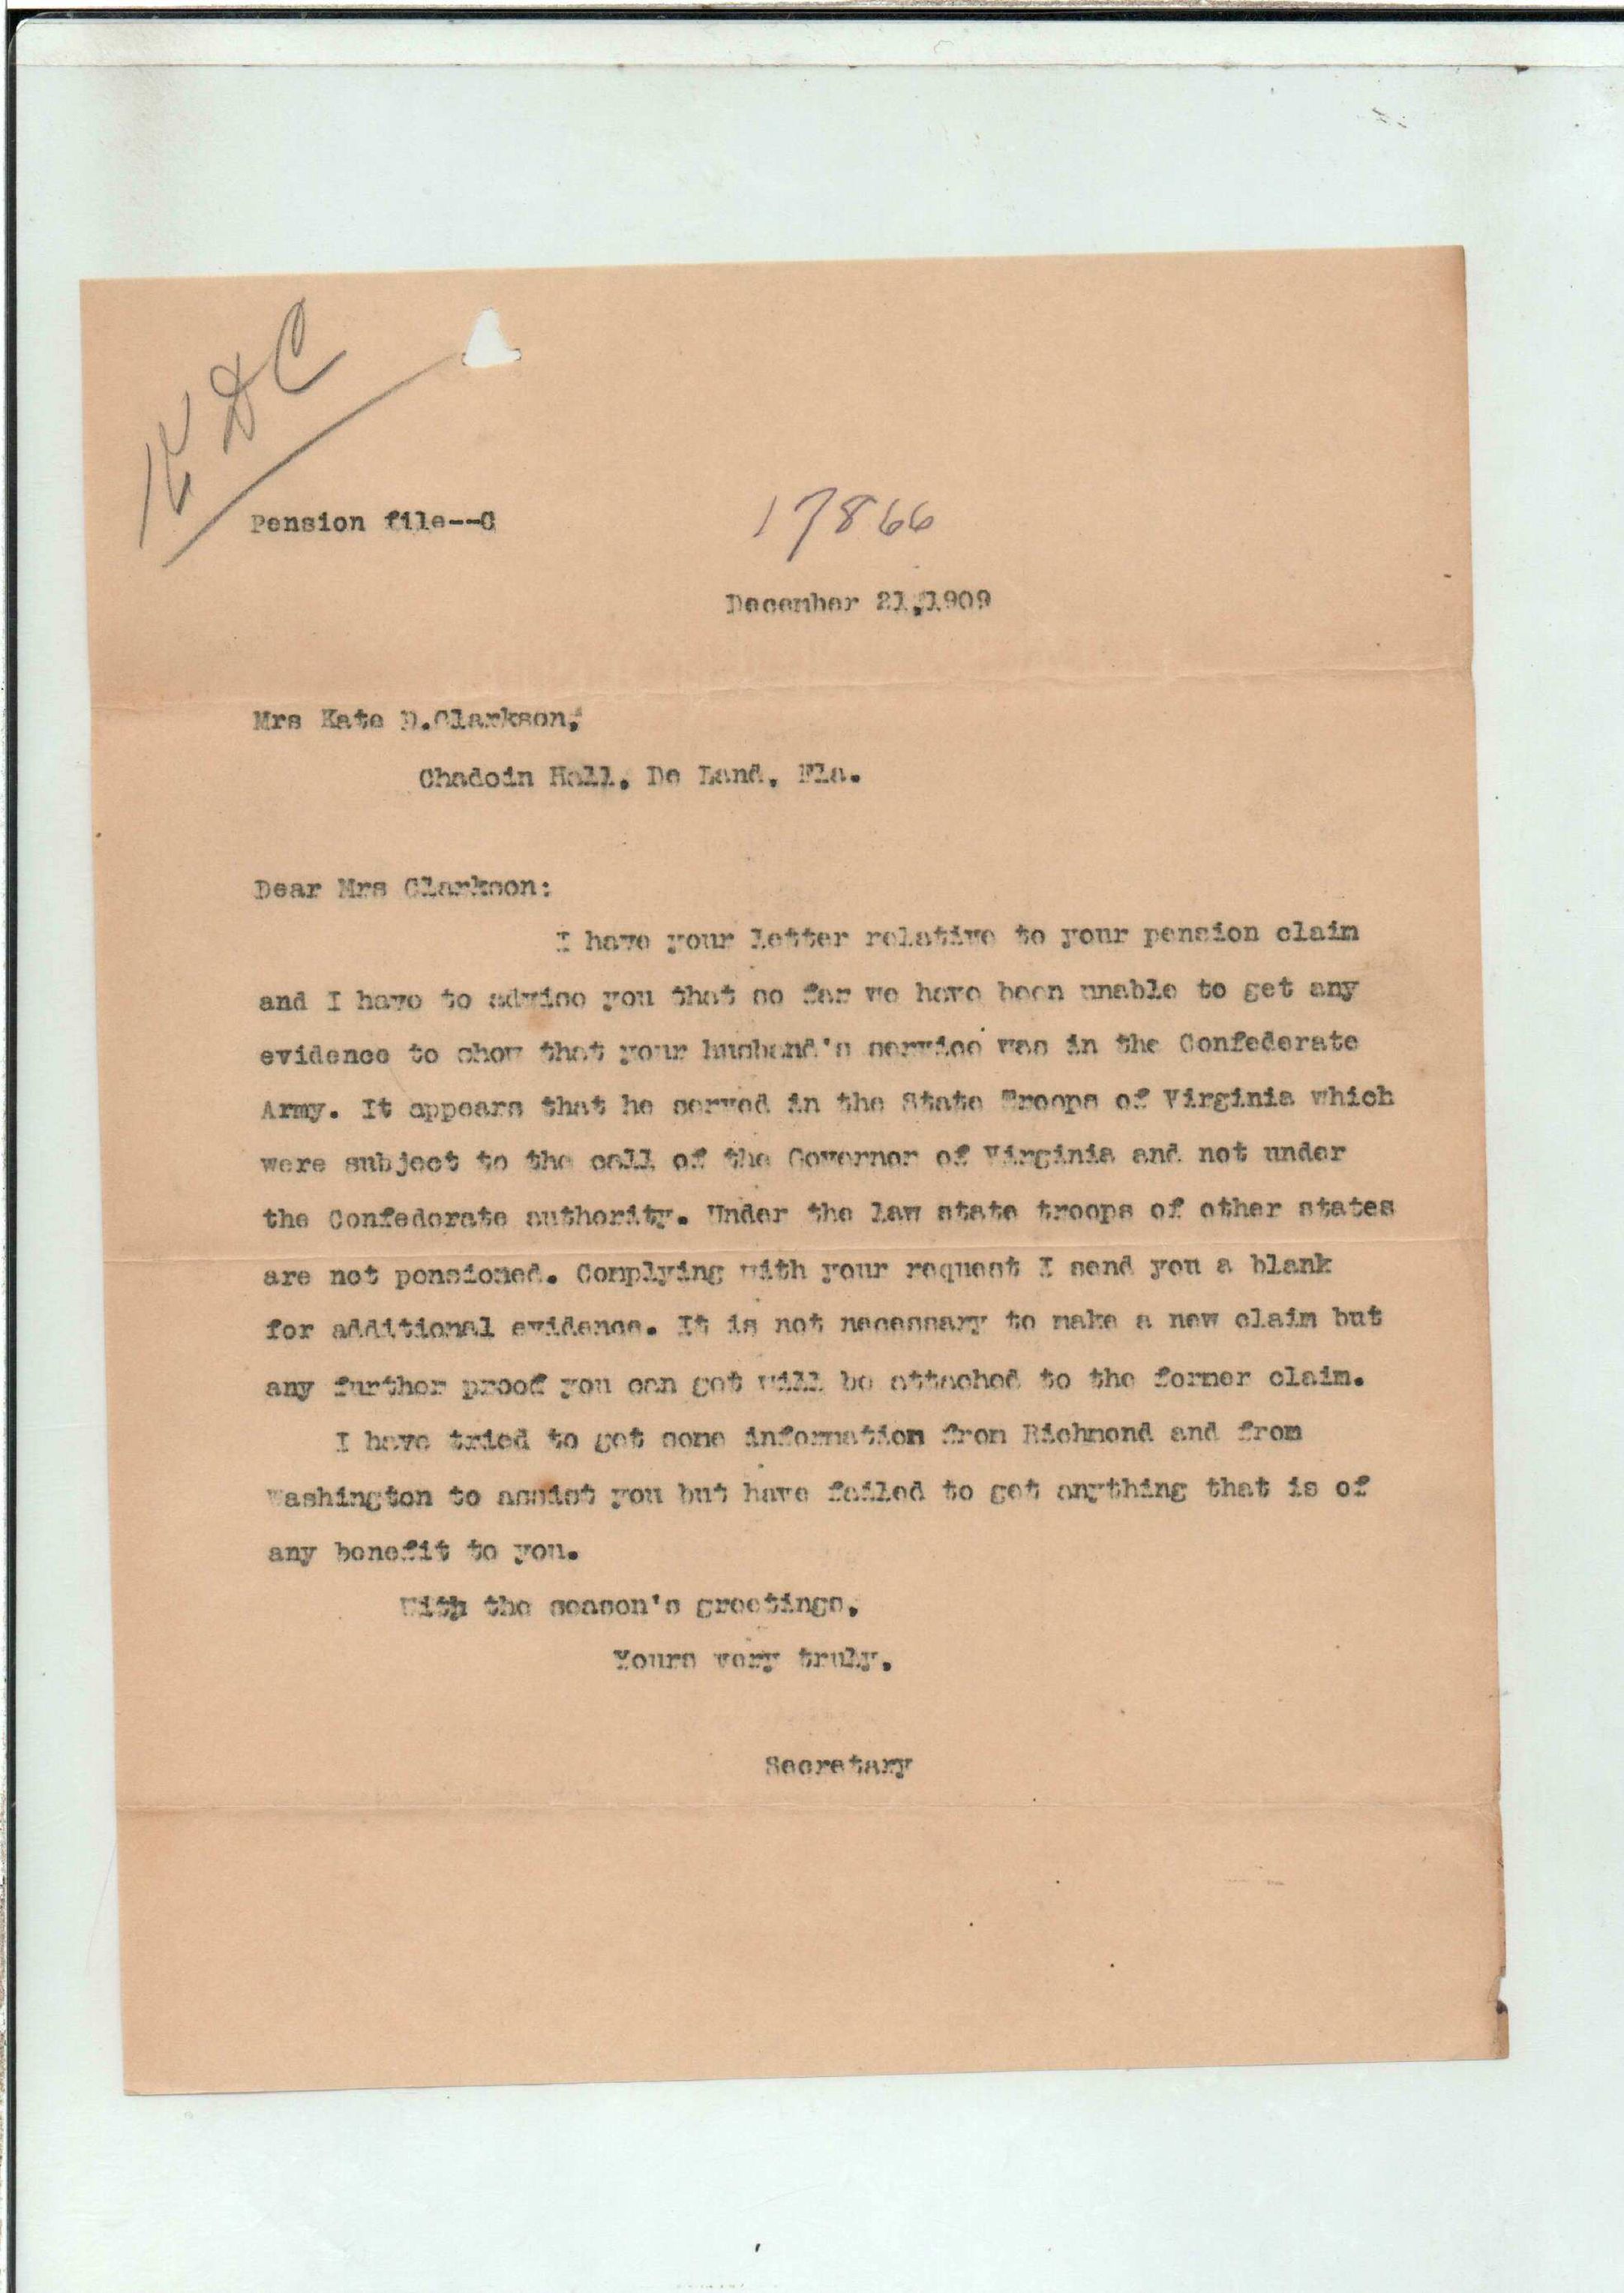 K D C
Pension file--C
17866
December 21,1909
Mrs Kate D.Clarkson,
Chadoin Hall, De Land, Fla.
Dear Mrs Clarkson:
I have your letter relative to your pension claim
and I have to advise you that so far we have been unable to get any
evidence to show that your husband's service was in the Confederate
Army. It appears that he served in the State Troops of Virginia which
were subject to the call of the Governor of Virginia and not under
the Confederate authority. Under the law state troops of other states
are not pensioned. Complying with your request I send you a blank
for additional evidence. It is not necessary to make a new claim but
any further proof you can get will be attached to the former claim.
I have tried to get some information from Richmond and from
Washington to assist you but have failed to get anything that is of
any benefit to you.
With the season's greetings,
Yours very truly,
Secretary